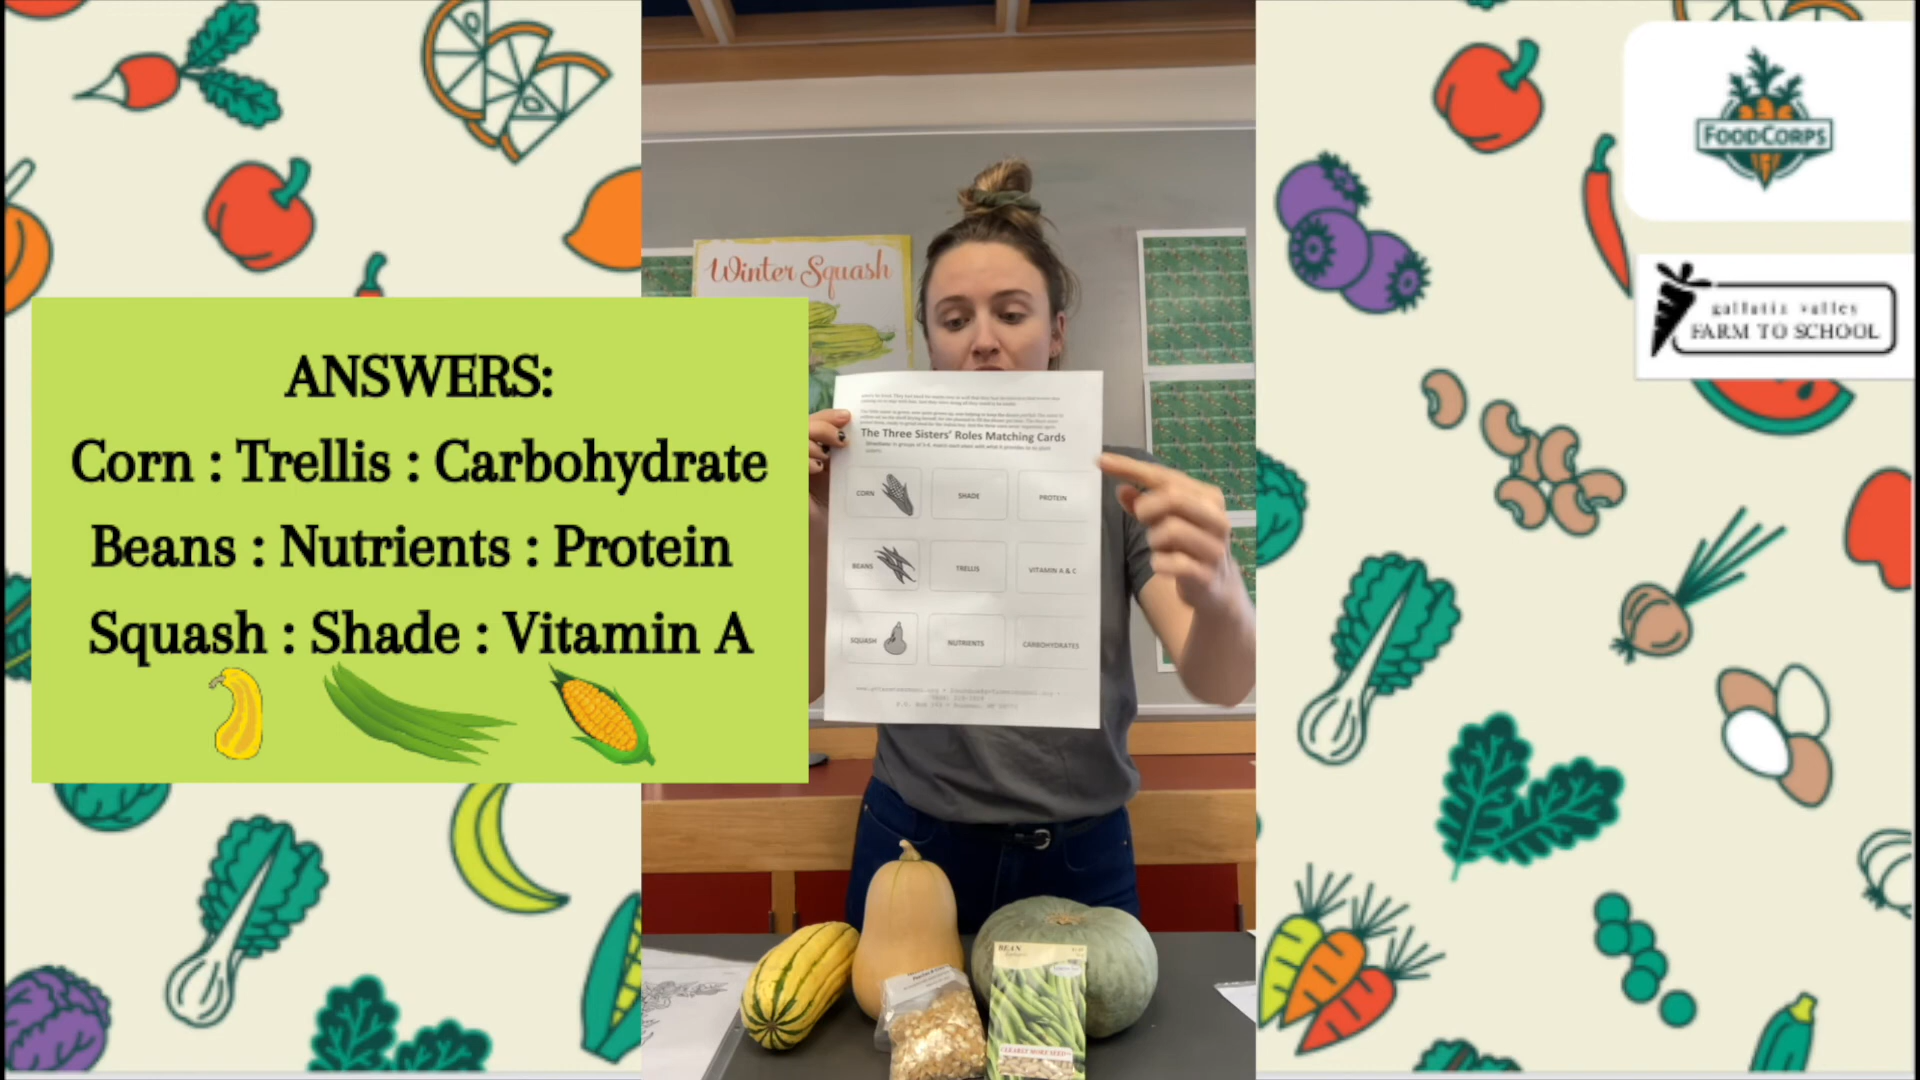 ANSWERS:
Corn : Trellis : Carbohydrate
Beans : Nutrients : Protein
Squash : Shade : Vitamin A
Winter Squash
The Three Sisters' Roles Matching Cards
CORN
SHADE
PROTEIN
BEANS
TRELLIS
VITAMIN A & C
SQUASH
NUTRIENTS
CARBOHYDRATES
BEAN
FOODCORPS
gallatin valley
FARM TO SCHOOL